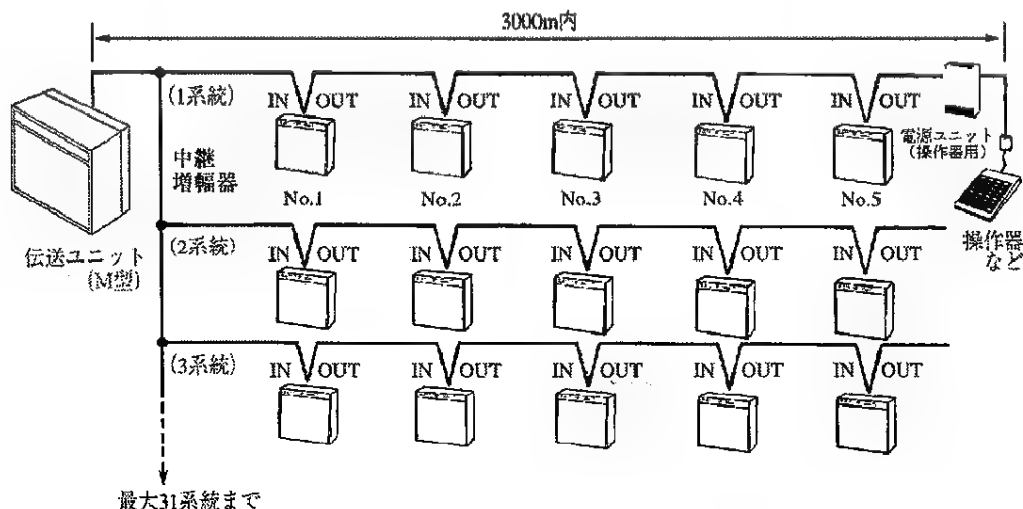 3000m内
(1系統)
IN OUT IN OUT IN OUT IN OUT IN OUT
電源ユニット
(操作器用)
中継
増幅器
No.1 No.2 No.3 No.4 No.5
伝送ユニット
(M型)
操作器
など
(2系統)
IN OUT IN OUT IN OUT IN OUT IN OUT
(3系統)
IN OUT IN OUT IN OUT IN OUT IN OUT
最大31系統まで